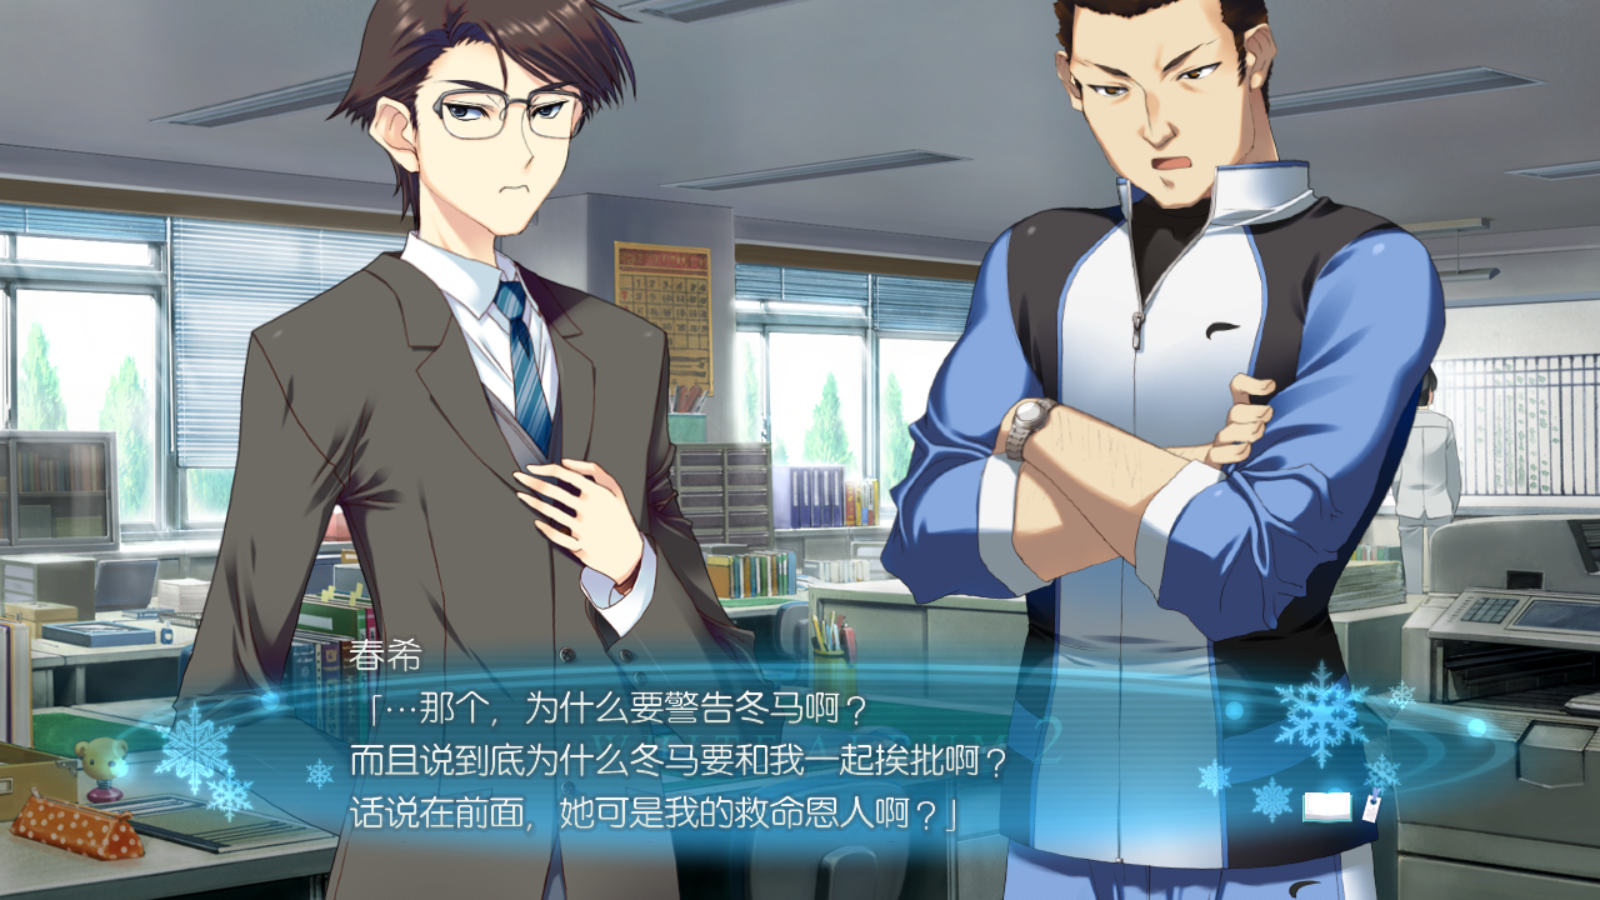 春希
「…那个，为什么要警告冬马啊？
而且说到底为什么冬马要和我一起挨批啊？
话说在前面，她可是我的救命恩人啊？」